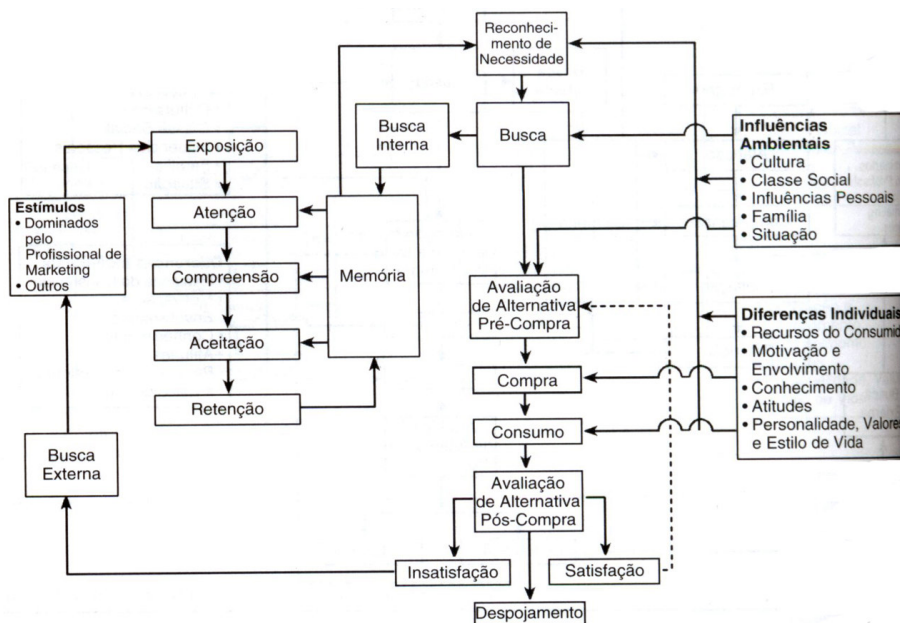 Reconheci-
mento de
Necessidade
Busca
Interna
Busca
Exposição
Atenção
Compreensão
Aceitação
Retenção
Memória
Estímulos
• Dominados
pelo
Profissional de
Marketing
• Outros
Busca
Externa
Avaliação
de Alternativa
Pré-Compra
Compra
Consumo
Avaliação
de Alternativa
Pós-Compra
Insatisfação
Satisfação
Despojamento
Influências
Ambientais
• Cultura
• Classe Social
• Influências Pessoais
• Família
• Situação
Diferenças Individuais
• Recursos do Consumid
• Motivação e
Envolvimento
• Conhecimento
• Atitudes
• Personalidade, Valores
e Estilo de Vida